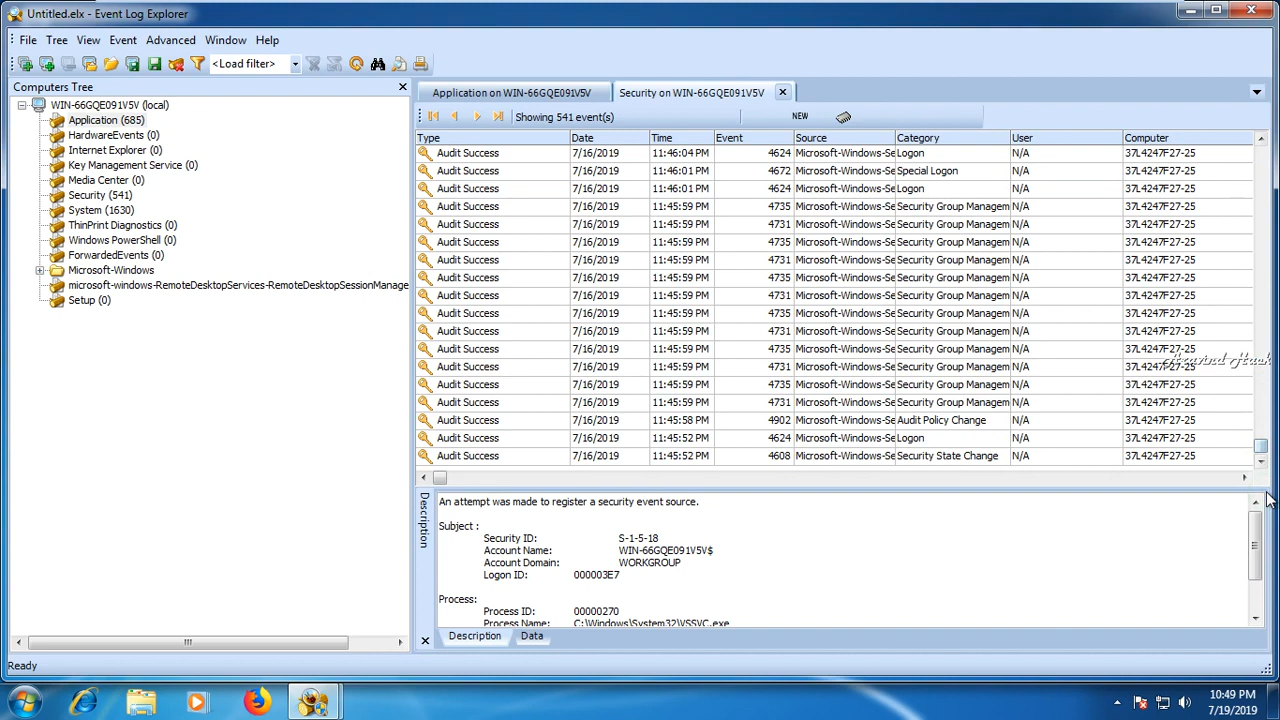 Untitled.elx - Event Log Explorer
File Tree View Event Advanced Window Help
<Load filter>
Computers Tree
WIN-66GQE091V5V (local)
Application (685)
HardwareEvents (0)
Internet Explorer (0)
Key Management Service (0)
Media Center (0)
Security (541)
System (1630)
ThinPrint Diagnostics (0)
Windows PowerShell (0)
ForwardedEvents (0)
Microsoft-Windows
microsoft-windows-RemoteDesktopServices-RemoteDesktopSessionManage
Setup (0)
Application on WIN-66GQE091V5V Security on WIN-66GQE091V5V
Showing 541 event(s) NEW
Type Date Time Event Source Category User Computer
Audit Success 7/16/2019 11:46:04 PM 4624 Microsoft-Windows-Se Logon N/A 37L4247F27-25
Audit Success 7/16/2019 11:46:01 PM 4672 Microsoft-Windows-Se Special Logon N/A 37L4247F27-25
Audit Success 7/16/2019 11:46:01 PM 4624 Microsoft-Windows-Se Logon N/A 37L4247F27-25
Audit Success 7/16/2019 11:45:59 PM 4735 Microsoft-Windows-Se Security Group Managem N/A 37L4247F27-25
Audit Success 7/16/2019 11:45:59 PM 4731 Microsoft-Windows-Se Security Group Managem N/A 37L4247F27-25
Audit Success 7/16/2019 11:45:59 PM 4735 Microsoft-Windows-Se Security Group Managem N/A 37L4247F27-25
Audit Success 7/16/2019 11:45:59 PM 4731 Microsoft-Windows-Se Security Group Managem N/A 37L4247F27-25
Audit Success 7/16/2019 11:45:59 PM 4735 Microsoft-Windows-Se Security Group Managem N/A 37L4247F27-25
Audit Success 7/16/2019 11:45:59 PM 4731 Microsoft-Windows-Se Security Group Managem N/A 37L4247F27-25
Audit Success 7/16/2019 11:45:59 PM 4735 Microsoft-Windows-Se Security Group Managem N/A 37L4247F27-25
Audit Success 7/16/2019 11:45:59 PM 4731 Microsoft-Windows-Se Security Group Managem N/A 37L4247F27-25
Audit Success 7/16/2019 11:45:59 PM 4735 Microsoft-Windows-Se Security Group Managem N/A 37L4247F27-25
Audit Success 7/16/2019 11:45:59 PM 4731 Microsoft-Windows-Se Security Group Managem N/A 37L4247F27-25
Audit Success 7/16/2019 11:45:59 PM 4735 Microsoft-Windows-Se Security Group Managem N/A 37L4247F27-25
Audit Success 7/16/2019 11:45:59 PM 4731 Microsoft-Windows-Se Security Group Managem N/A 37L4247F27-25
Audit Success 7/16/2019 11:45:58 PM 4902 Microsoft-Windows-Se Audit Policy Change N/A 37L4247F27-25
Audit Success 7/16/2019 11:45:52 PM 4624 Microsoft-Windows-Se Logon N/A 37L4247F27-25
Audit Success 7/16/2019 11:45:52 PM 4608 Microsoft-Windows-Se Security State Change N/A 37L4247F27-25
Description
An attempt was made to register a security event source.
Subject :
Security ID: S-1-5-18
Account Name: WIN-66GQE091V5V$
Account Domain: WORKGROUP
Logon ID: 000003E7
Process:
Process ID: 00000270
Process Name: C:\Windows\System32\VSSVC.exe
Description Data
Ready
10:49 PM
7/19/2019